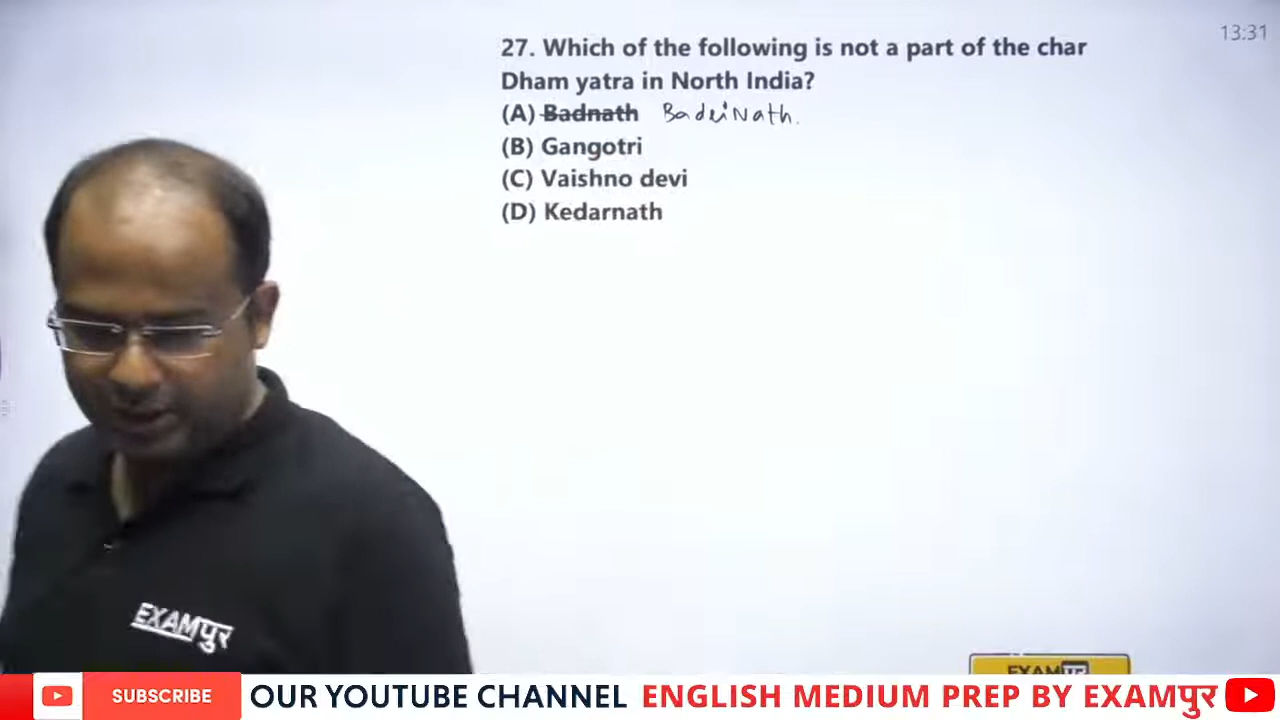 13:31
27. Which of the following is not a part of the char
Dham yatra in North India?
(A) Badnath BadriNath.
(B) Gangotri
(C) Vaishno devi
(D) Kedarnath
EXAMपुर
EXAMपुर
SUBSCRIBE OUR YOUTUBE CHANNEL ENGLISH MEDIUM PREP BY EXAMपुर